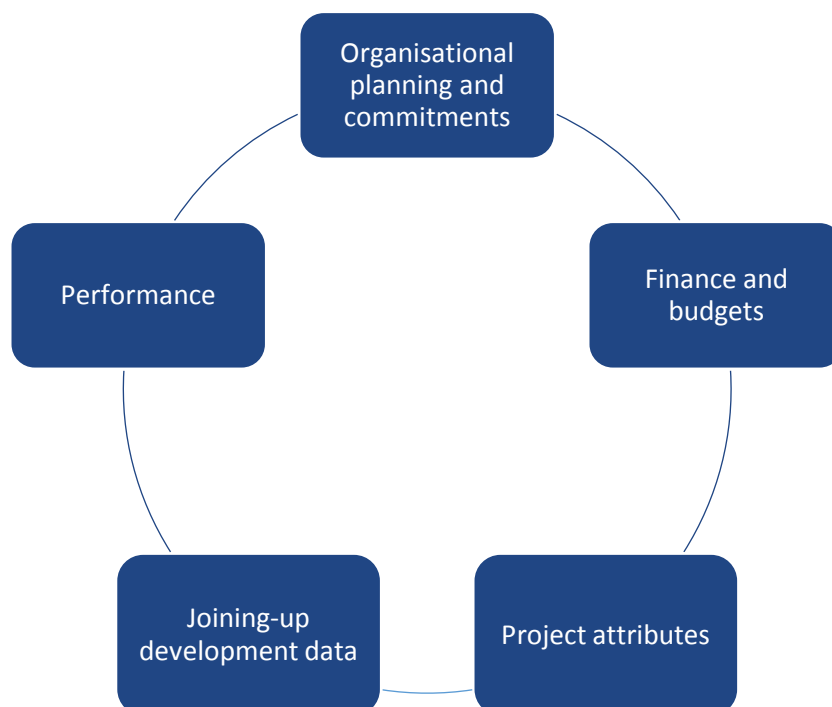 Organisational
planning and
commitments
Finance and
budgets
Project attributes
Joining-up
development data
Performance